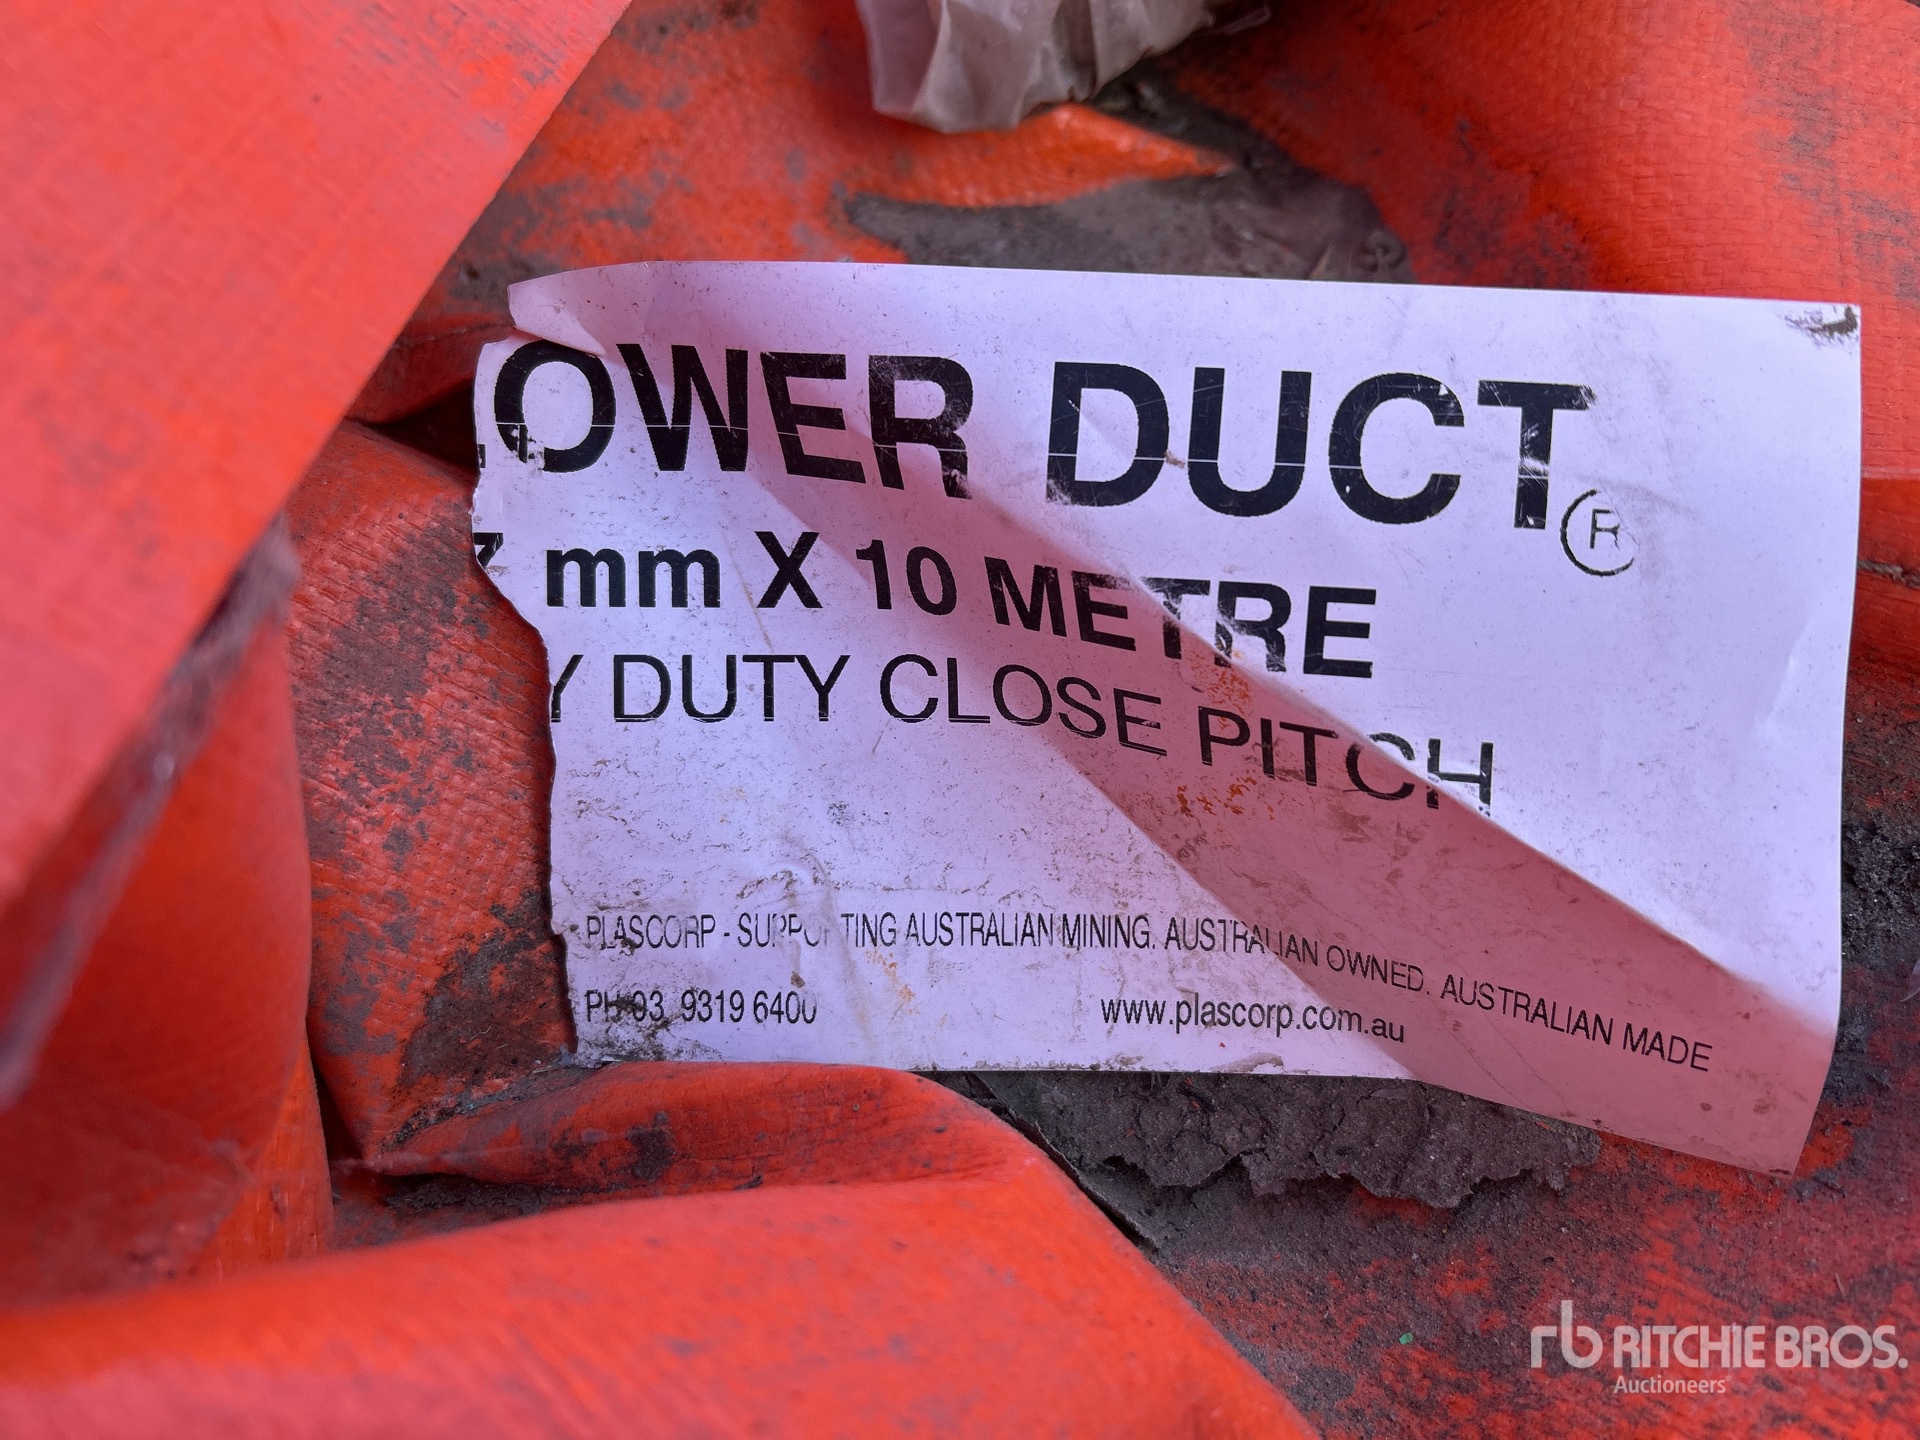 OWER DUCT®
mm X 10 METRE
Y DUTY CLOSE PITCH
PLASCORP - SUPPORTING AUSTRALIAN MINING. AUSTRALIAN OWNED. AUSTRALIAN MADE
PH 03 9319 6400
www.plascorp.com.au
rb RITCHIE BROS.
Auctioneers